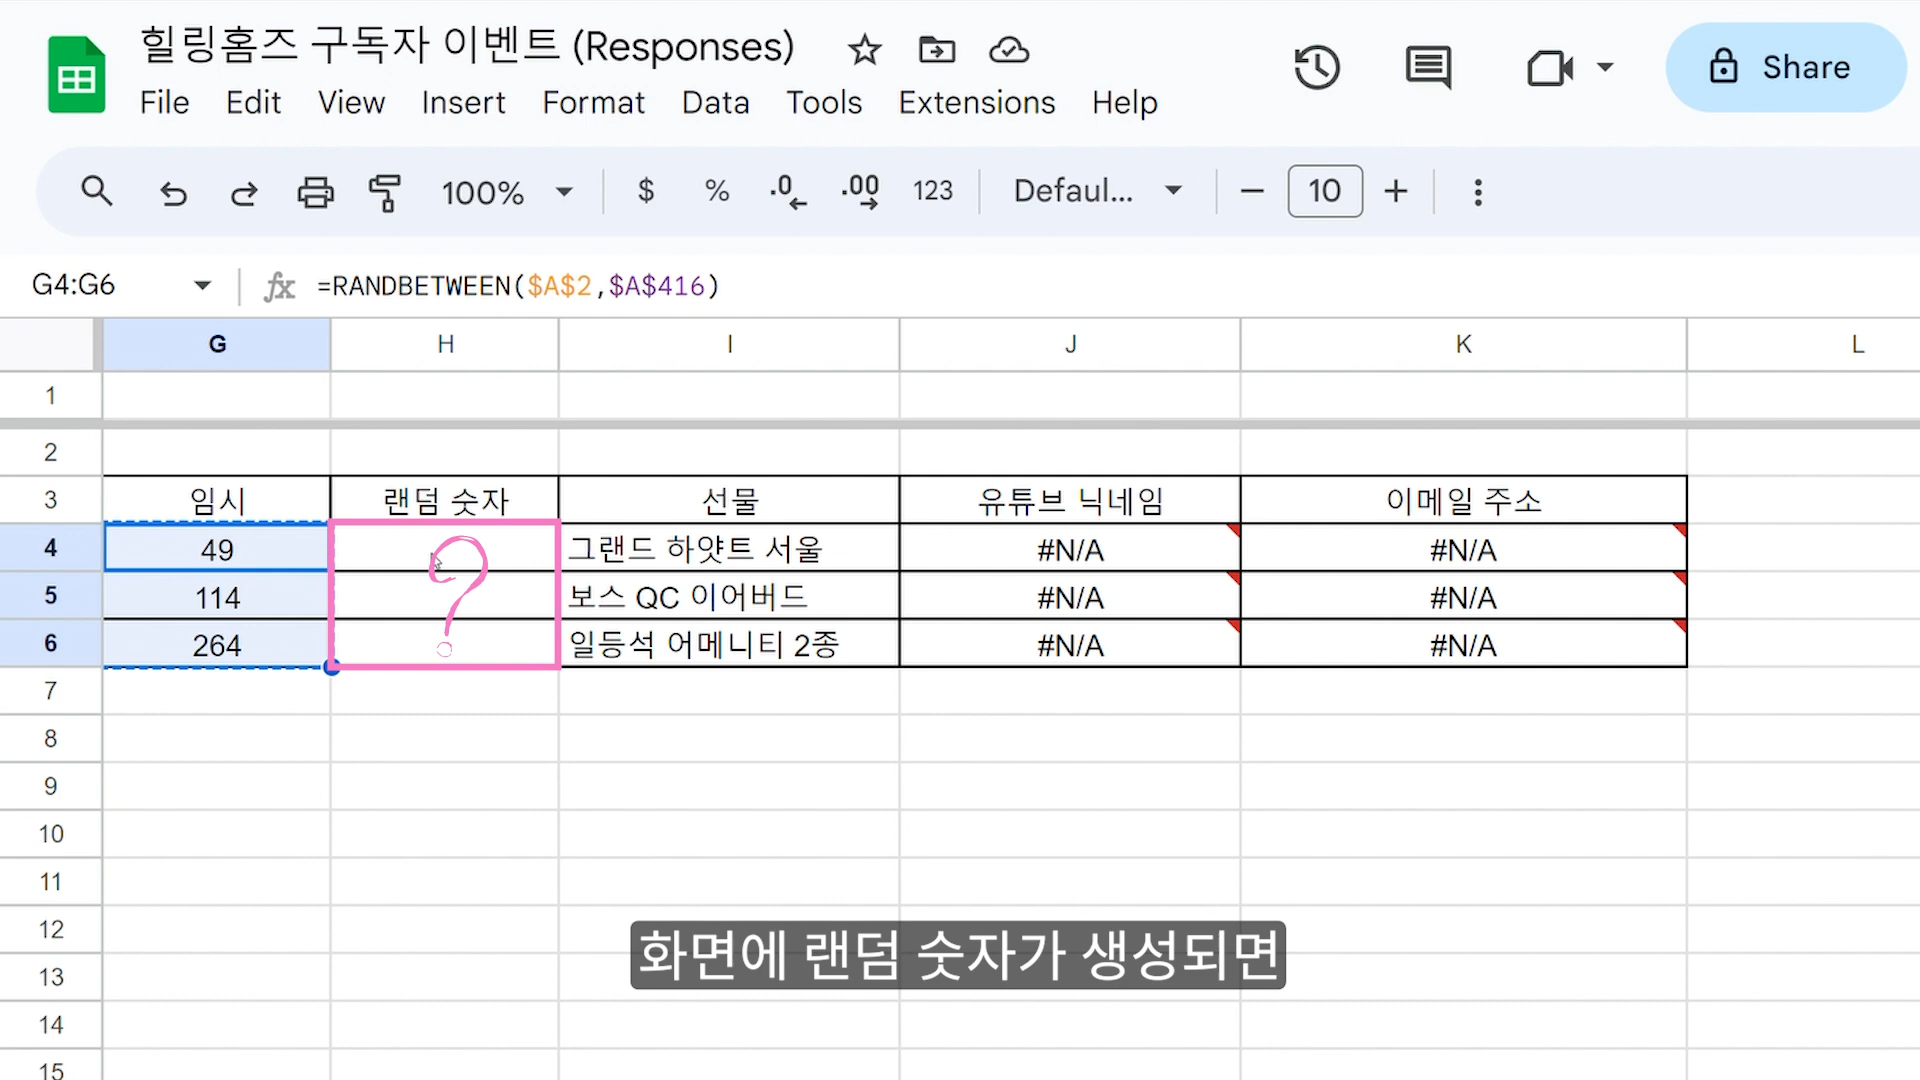 힐링홈즈 구독자 이벤트 (Responses)
File Edit View Insert Format Data Tools Extensions Help
Share
100% $ % .0 .00 123 Defaul... 10
G4:G6 fx =RANDBETWEEN($A$2,$A$416)
G H I J K L
1
2
3 임시 랜덤 숫자 선물 유튜브 닉네임 이메일 주소
4 49 ? 그랜드 하얏트 서울 #N/A #N/A
5 114 보스 QC 이어버드 #N/A #N/A
6 264 일등석 어메니티 2종 #N/A #N/A
7
8
9
10
11
12
13
14
15
화면에 랜덤 숫자가 생성되면